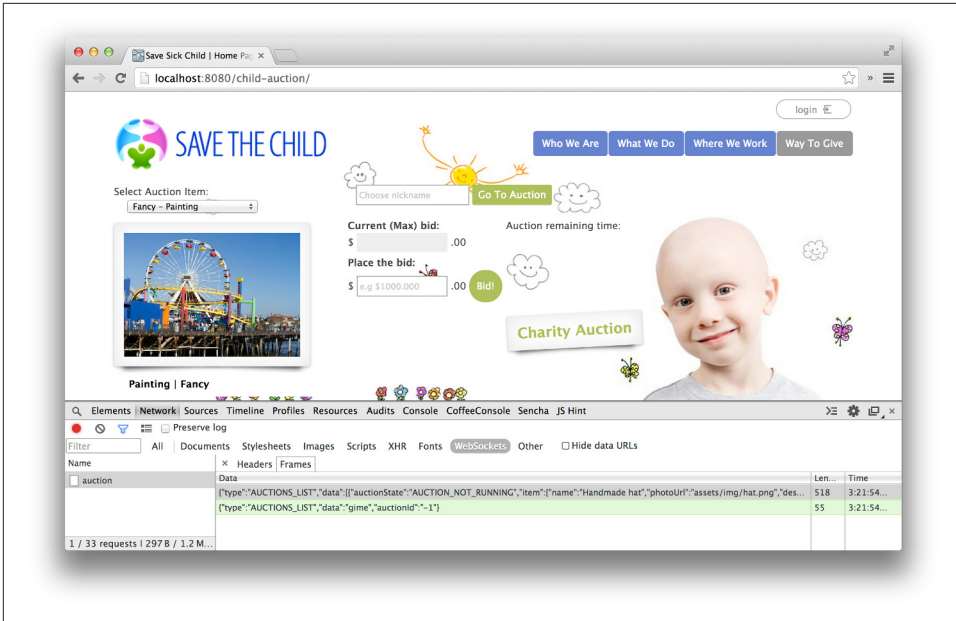 Save Sick Child | Home Pag
localhost:8080/child-auction/
login
SAVE THE CHILD
Who We Are
What We Do
Where We Work
Way To Give
Select Auction Item:
Fancy – Painting
Choose nickname
Go To Auction
Current (Max) bid:
Auction remaining time:
$ .00
Place the bid:
$ e.g $1000.000 .00 Bid!
Charity Auction
Painting | Fancy
Elements Network Sources Timeline Profiles Resources Audits Console CoffeeConsole Sencha JS Hint
Preserve log
Filter All Documents Stylesheets Images Scripts XHR Fonts WebSockets Other Hide data URLs
Name × Headers Frames
auction
Data Len... Time
{"type":"AUCTIONS_LIST","data":[{"auctionState":"AUCTION_NOT_RUNNING","item":{"name":"Handmade hat","photoUrl":"assets/img/hat.png","des... 518 3:21:54...
{"type":"AUCTIONS_LIST","data":"gime","auctionId":"-1"} 55 3:21:54...
1 / 33 requests I 297 B / 1.2 M...